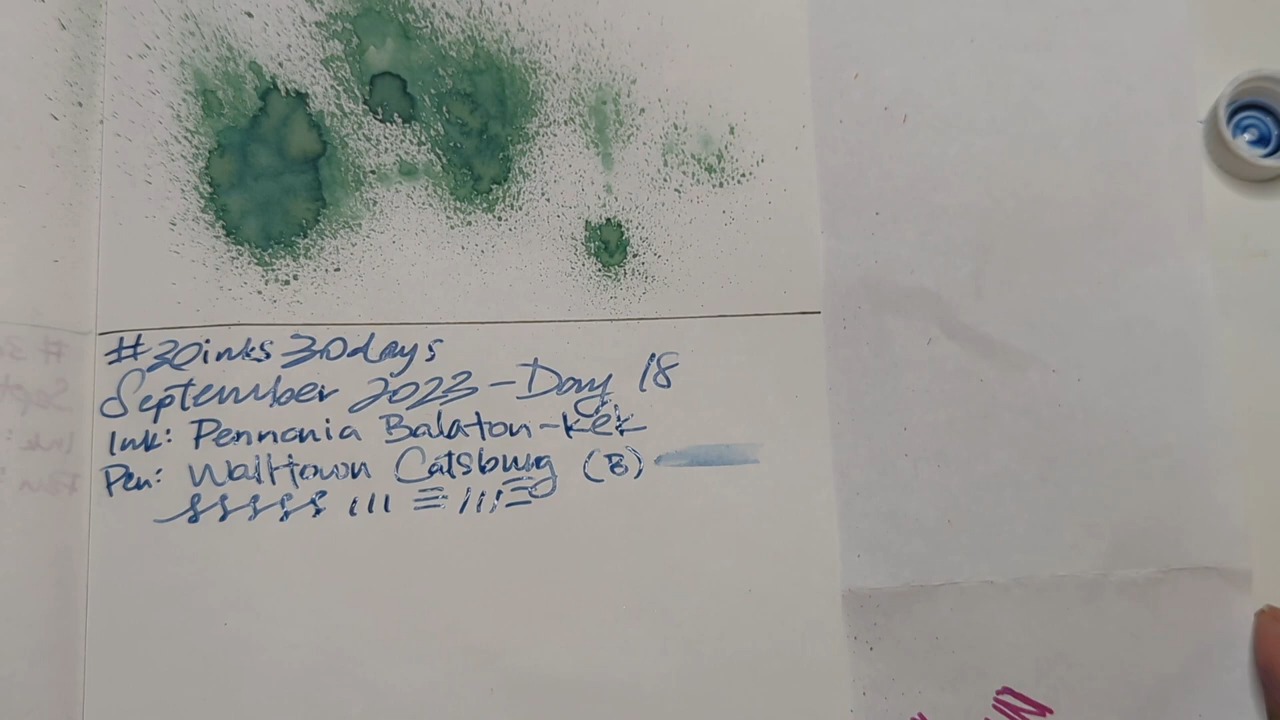 #30inks30days
September 2023 - Day 18
Ink: Pennonia Balaton-kék
Pen: Walltown Catsburg (B)